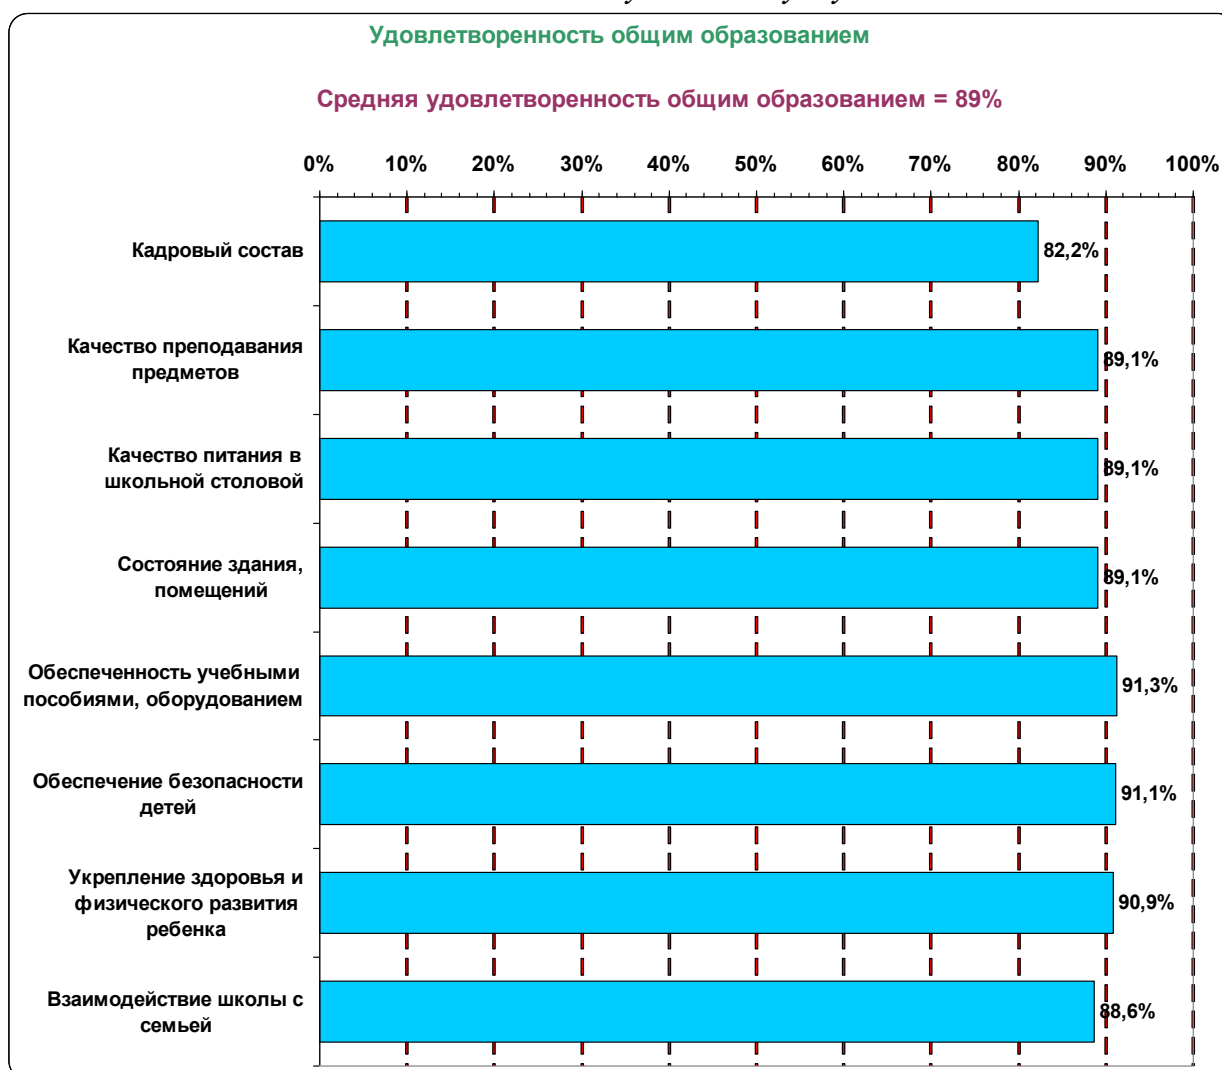 Удовлетворенность общим образованием
Средняя удовлетворенность общим образованием = 89%
0% 10% 20% 30% 40% 50% 60% 70% 80% 90% 100%
Кадровый состав
82,2%
Качество преподавания
предметов
89,1%
Качество питания в
школьной столовой
89,1%
Состояние здания,
помещений
89,1%
Обеспеченность учебными
пособиями, оборудованием
91,3%
Обеспечение безопасности
детей
91,1%
Укрепление здоровья и
физического развития
ребенка
90,9%
Взаимодействие школы с
семьей
88,6%